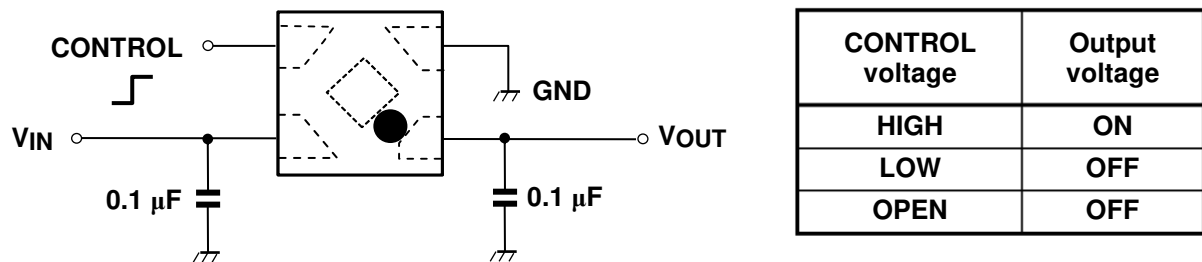 CONTROL
GND
VIN
VOUT
0.1 μF
0.1 μF
CONTROL voltage
Output voltage
HIGH
ON
LOW
OFF
OPEN
OFF